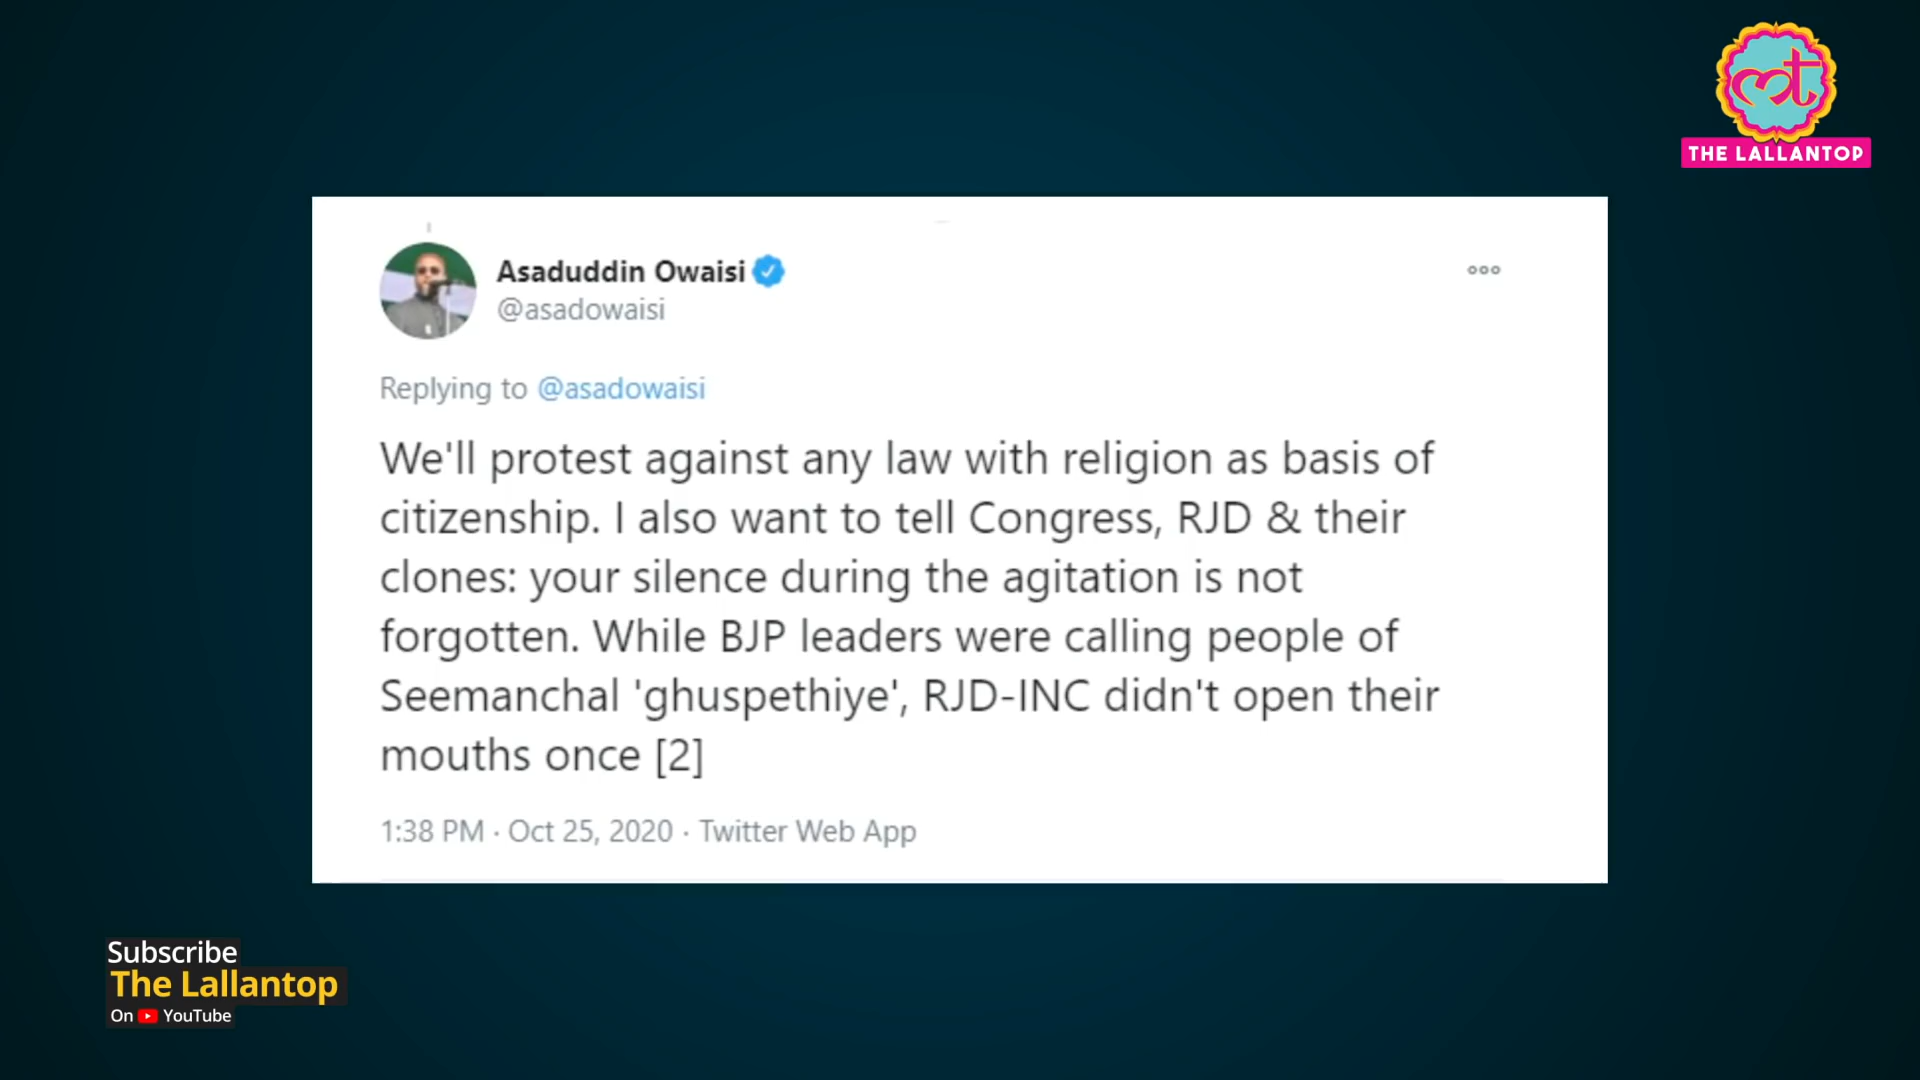 THE LALLANTOP
Asaduddin Owaisi
@asadowaisi
Replying to @asadowaisi
We'll protest against any law with religion as basis of
citizenship. I also want to tell Congress, RJD & their
clones: your silence during the agitation is not
forgotten. While BJP leaders were calling people of
Seemanchal 'ghuspethiye', RJD-INC didn't open their
mouths once [2]
1:38 PM · Oct 25, 2020 · Twitter Web App
Subscribe
The Lallantop
On YouTube